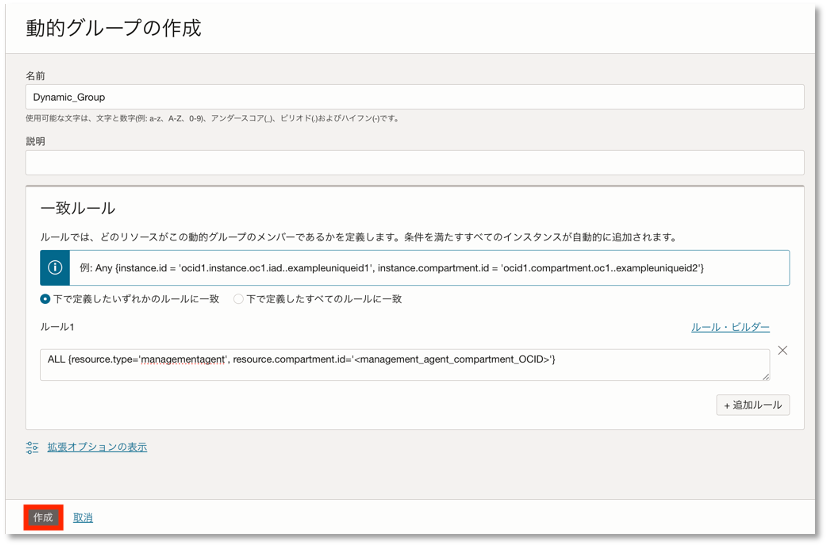 動的グループの作成
名前
Dynamic_Group
使用可能な文字は、文字と数字(例: a-z、A-Z、0-9)、アンダースコア(_)、ピリオド(.)およびハイフン(-)です。
説明
一致ルール
ルールでは、どのリソースがこの動的グループのメンバーであるかを定義します。条件を満たすすべてのインスタンスが自動的に追加されます。
例: Any {instance.id = 'ocid1.instance.oc1.iad..exampleuniqueid1', instance.compartment.id = 'ocid1.compartment.oc1..exampleuniqueid2'}
下で定義したいずれかのルールに一致 下で定義したすべてのルールに一致
ルール1 ルール・ビルダー
ALL {resource.type='managementagent', resource.compartment.id='<management_agent_compartment_OCID>'}
+ 追加ルール
拡張オプションの表示
作成 取消